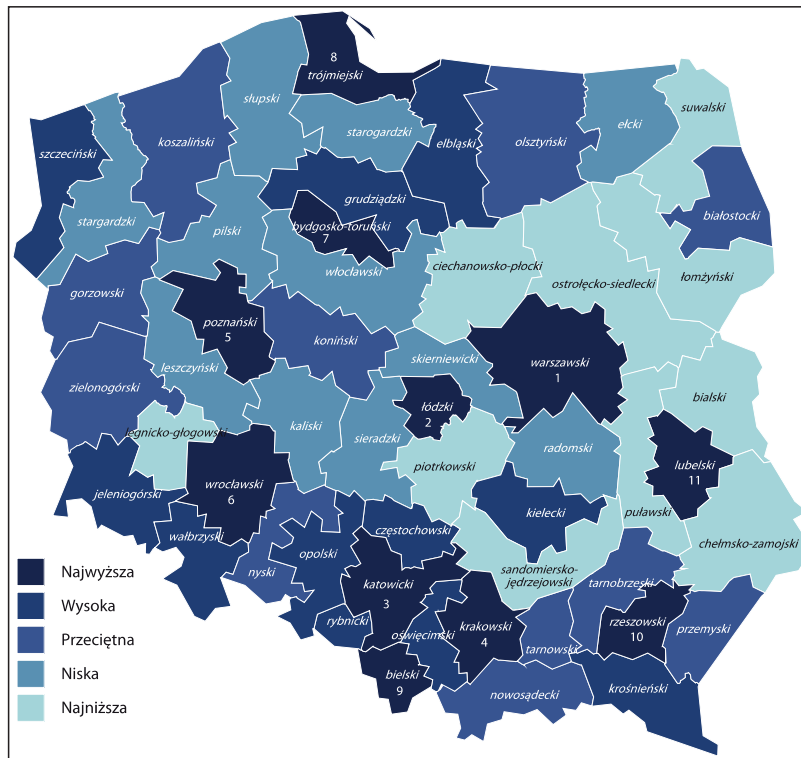 8
trójmiejski
słupski
koszaliński
starogardzki
elbląski
olsztyński
ełcki
suwalski
szczeciński
stargardzki
grudziądzki
białostocki
pilski
bydgosko-toruński
7
włocławski
ciechanowsko-płocki
ostrołęcko-siedlecki
łomżyński
gorzowski
poznański
5
koniński
skierniewicki
warszawski
1
leszczyński
zielonogórski
łódzki
2
bialski
legnicko-głogowski
kaliski
sieradzki
radomski
piotrkowski
lubelski
11
wrocławski
6
jeleniogórski
kielecki
puławski
wałbrzyski
częstochowski
chełmsko-zamojski
opolski
nyski
katowicki
3
sandomiersko-
jędrzejowski
tarnobrzeski
rybnicki
oświęcimski
krakowski
4
rzeszowski
10
przemyski
tarnowski
bielski
9
nowosądecki
krośnieński
Najwyższa
Wysoka
Przeciętna
Niska
Najniższa